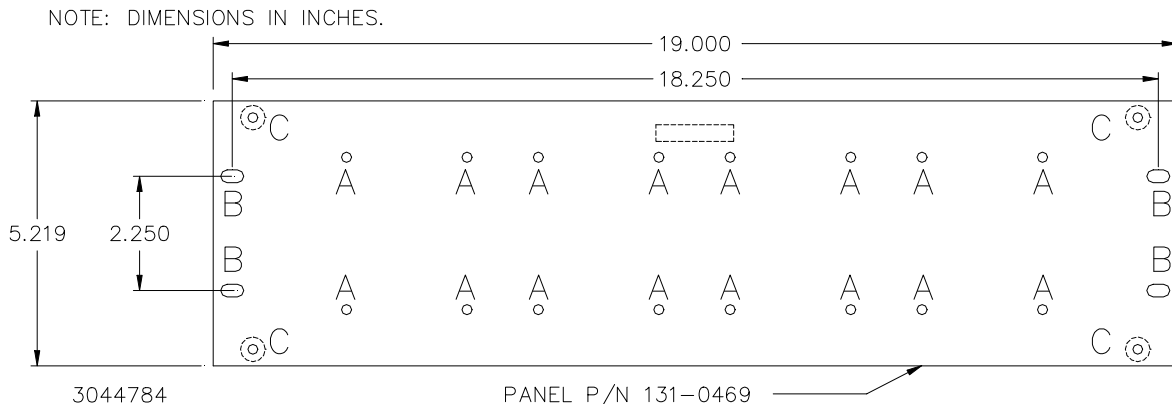 NOTE: DIMENSIONS IN INCHES.
19.000
18.250
C C
A A A A A A A A
B B
5.219 2.250
B B
A A A A A A A A
C C
3044784 PANEL P/N 131-0469